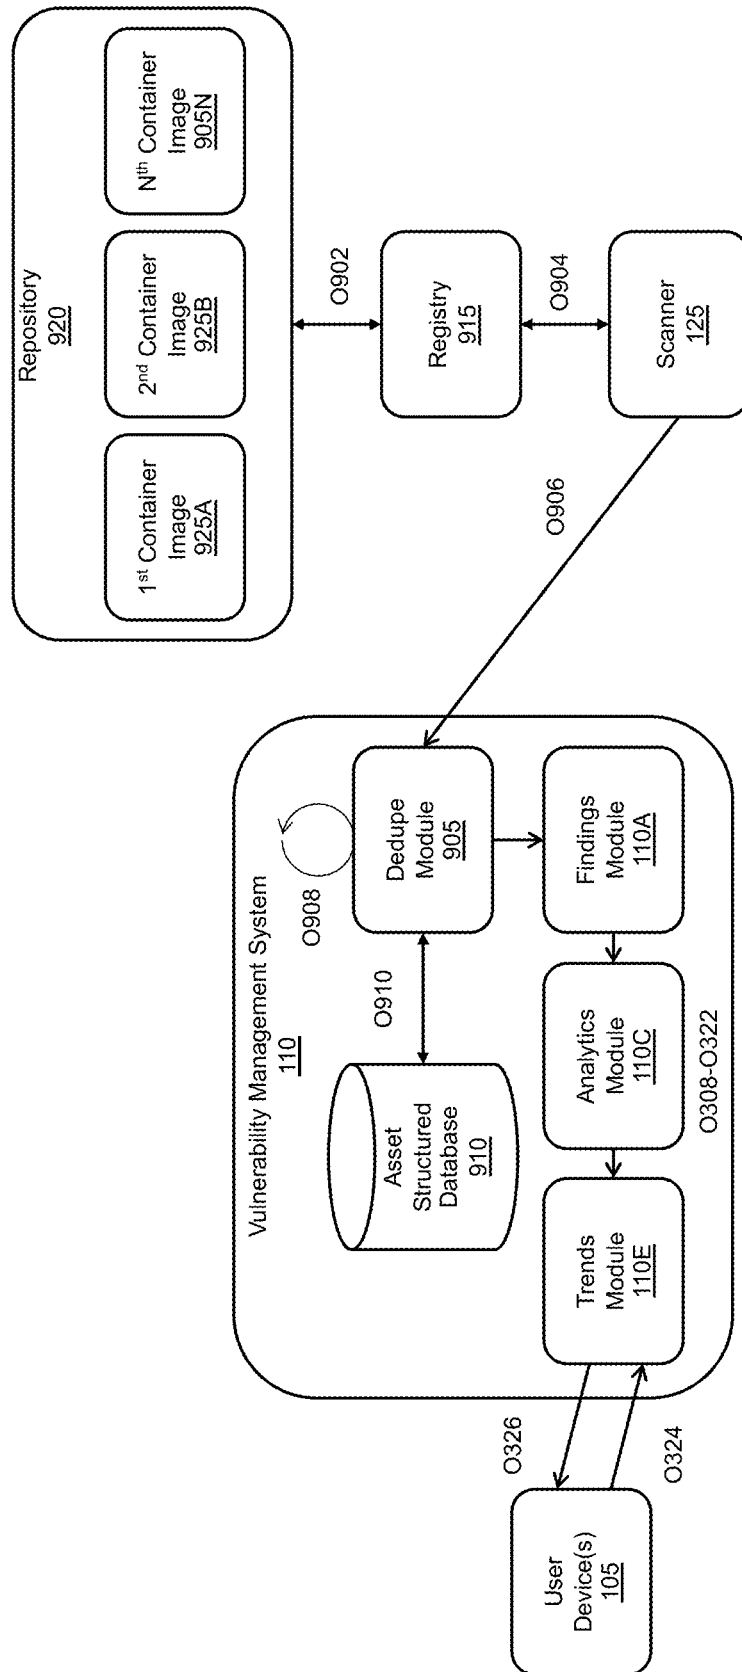 Repository
920
1st Container
Image
925A
2nd Container
Image
925B
Nth Container
Image
905N
O902
Registry
915
O904
Scanner
125
O906
Vulnerability Management System
110
O908
Dedupe
Module
905
O910
Asset
Structured
Database
910
Findings
Module
110A
Analytics
Module
110C
Trends
Module
110E
O308-O322
O326
O324
User
Device(s)
105